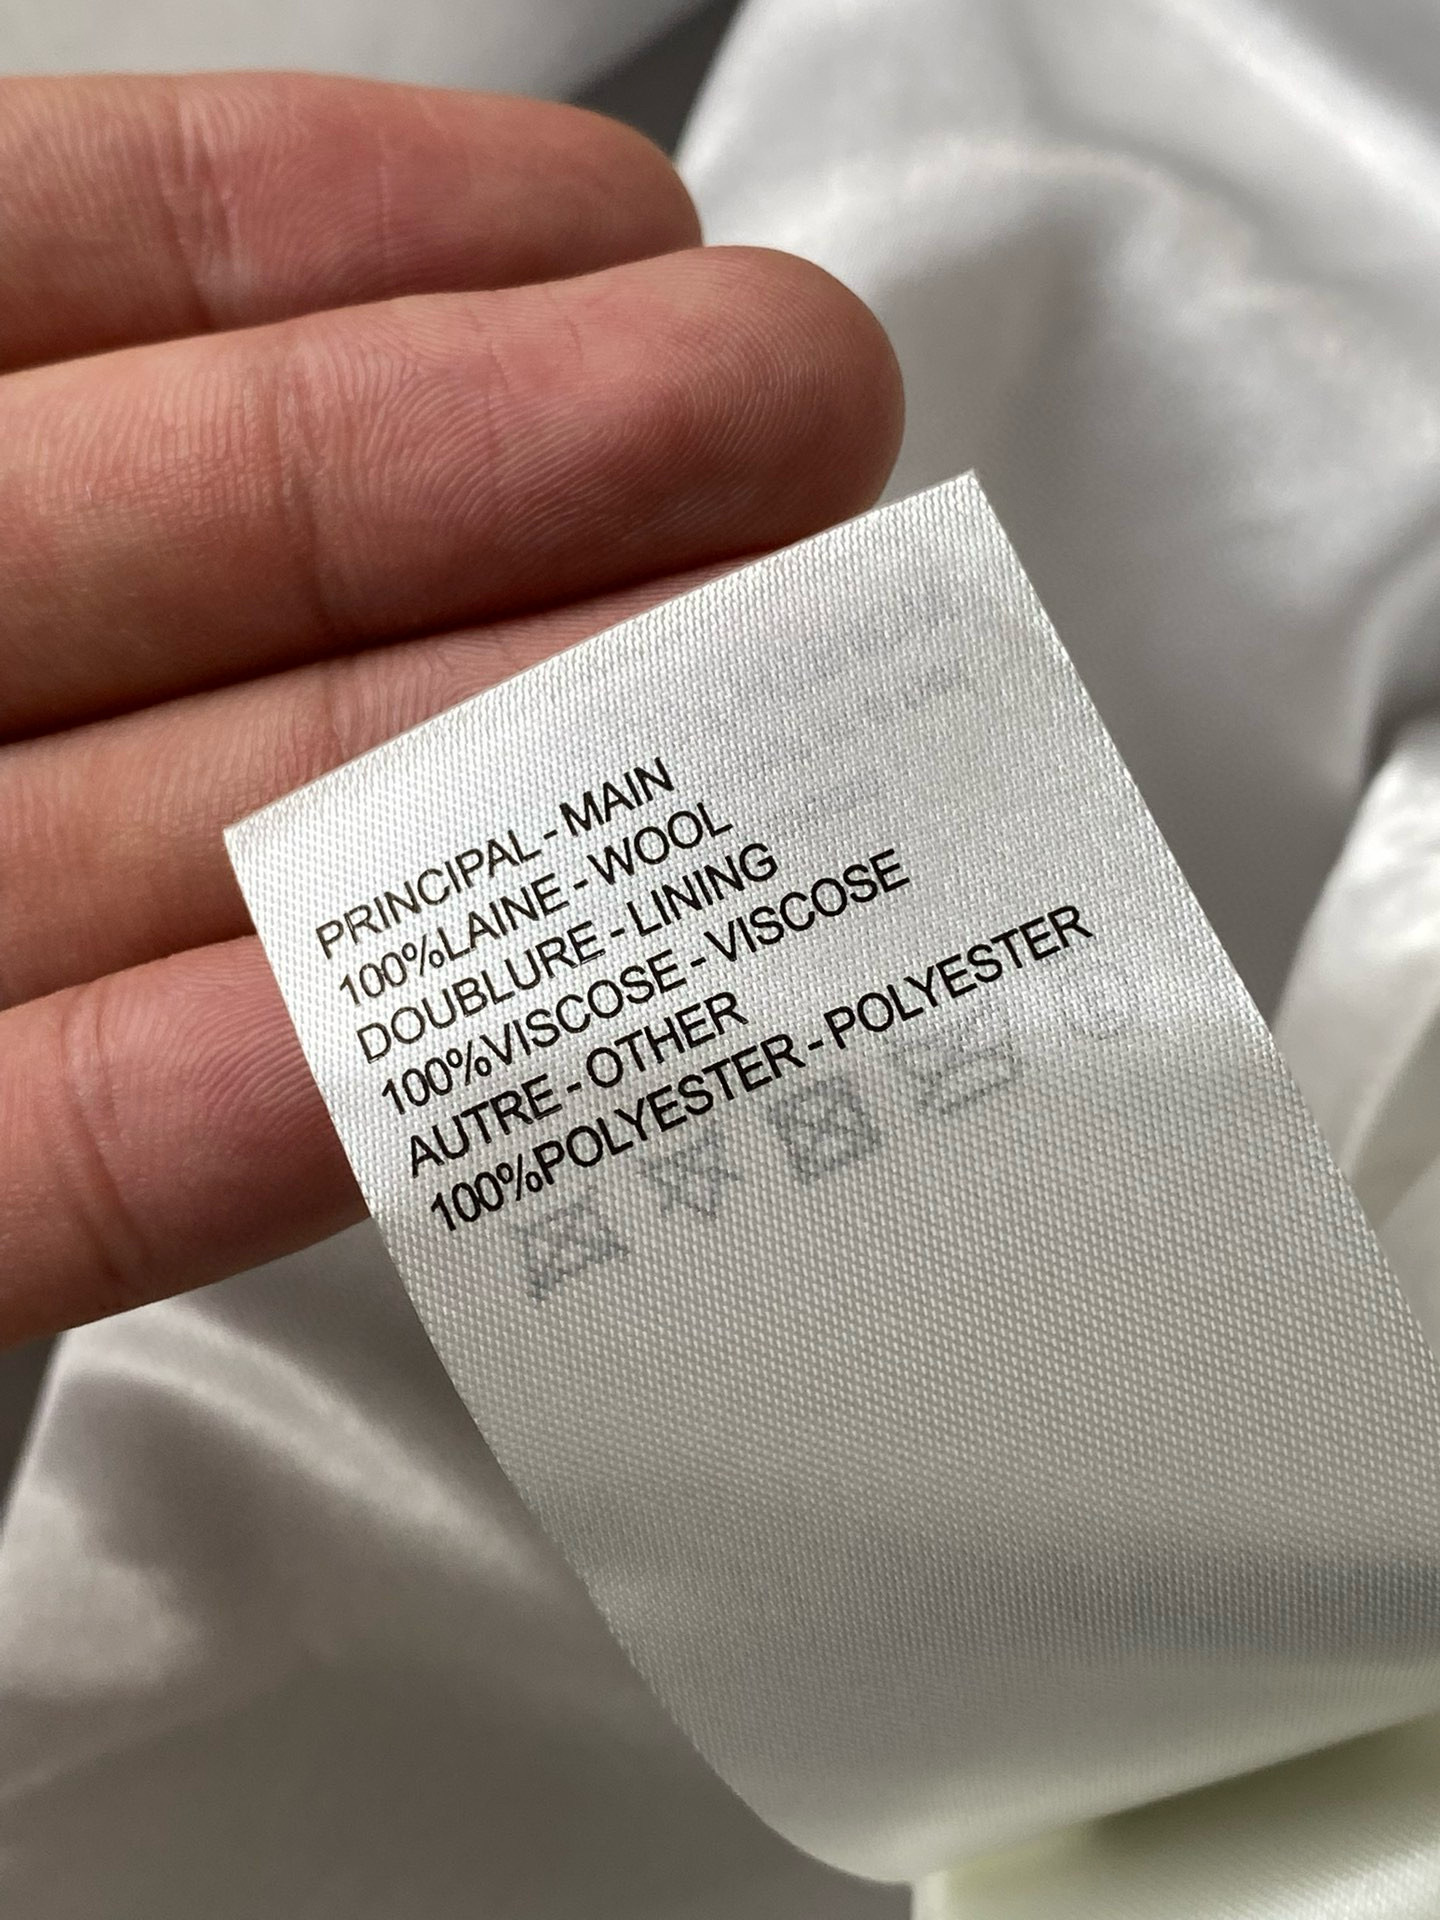 PRINCIPAL - MAIN
100%LAINE - WOOL
DOUBLURE - LINING
100%VISCOSE - VISCOSE
AUTRE - OTHER
100%POLYESTER - POLYESTER